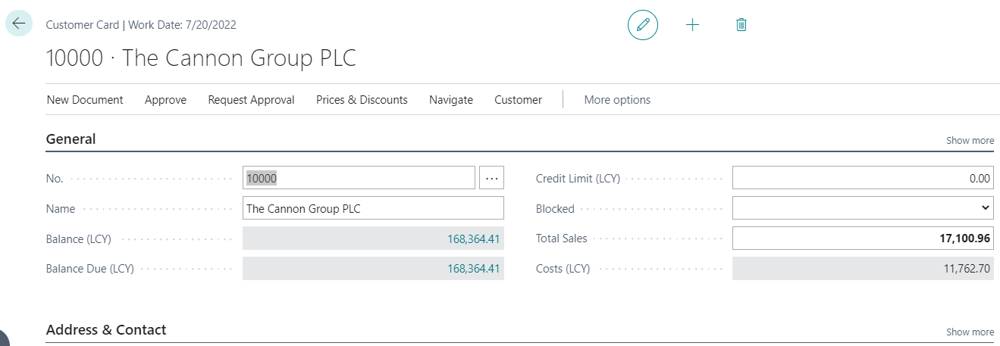 Customer Card | Work Date: 7/20/2022
10000 · The Cannon Group PLC
New Document Approve Request Approval Prices & Discounts Navigate Customer More options
General Show more
No. 10000 ··· Credit Limit (LCY) 0.00
Name The Cannon Group PLC Blocked
Balance (LCY) 168,364.41 Total Sales 17,100.96
Balance Due (LCY) 168,364.41 Costs (LCY) 11,762.70
Address & Contact Show more